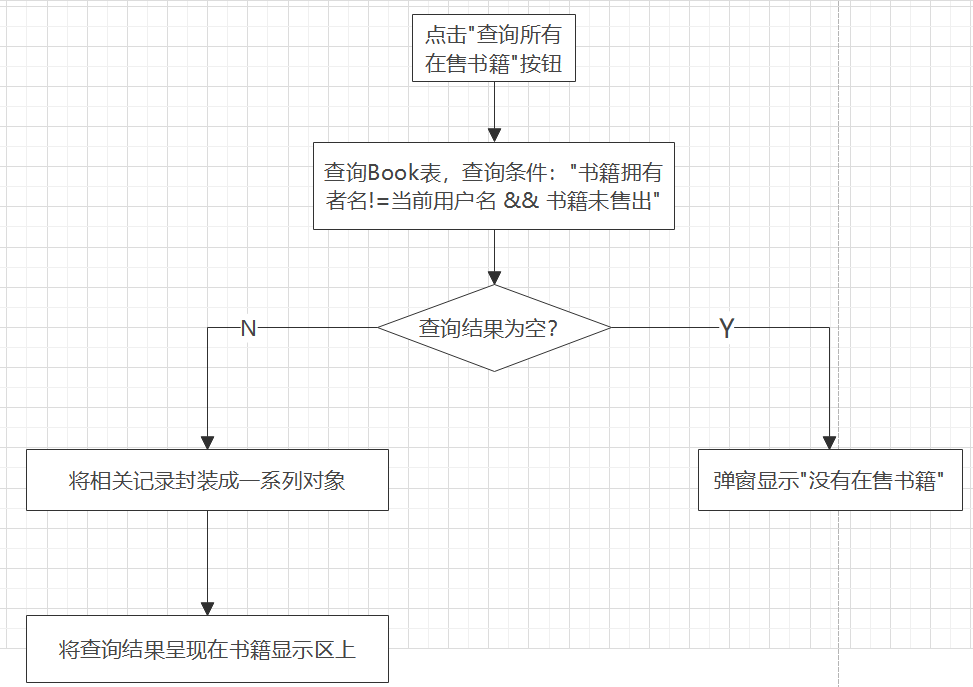 点击"查询所有
在售书籍"按钮
查询Book表，查询条件："书籍拥有
者名!=当前用户名 && 书籍未售出"
查询结果为空？
N
Y
将相关记录封装成一系列对象
弹窗显示"没有在售书籍"
将查询结果呈现在书籍显示区上